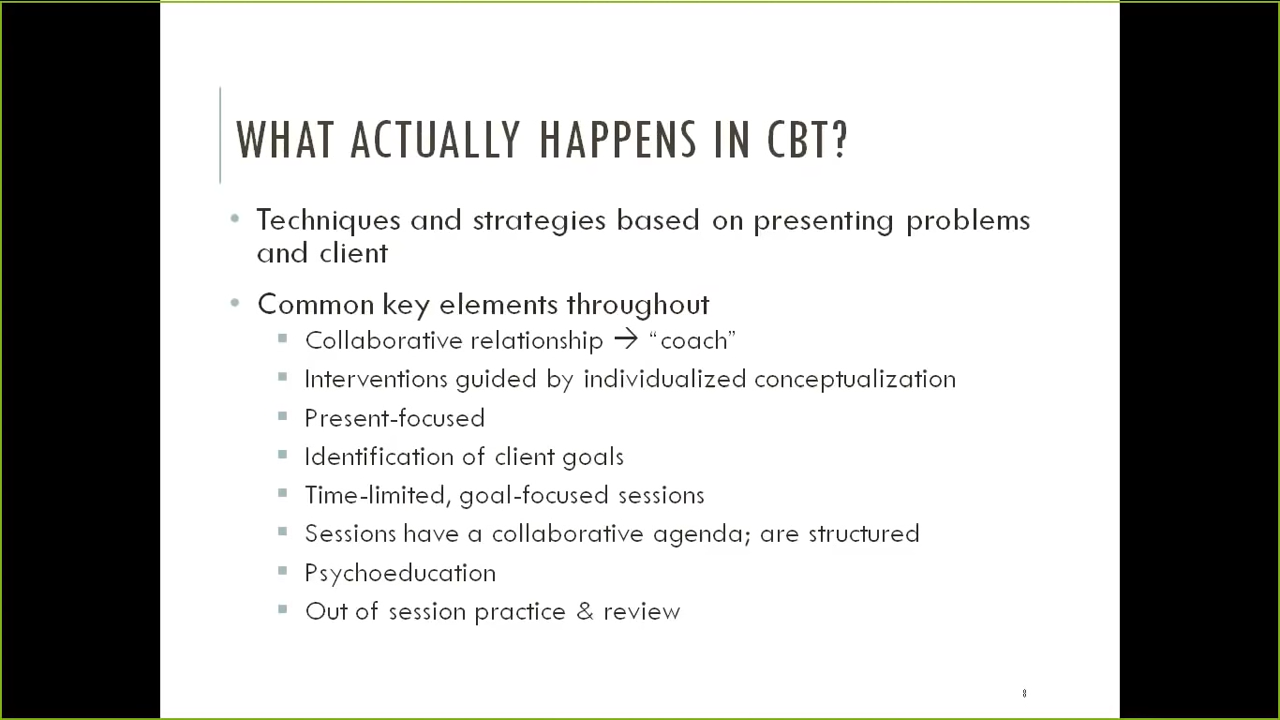 WHAT ACTUALLY HAPPENS IN CBT?
• Techniques and strategies based on presenting problems
and client
• Common key elements throughout
▪ Collaborative relationship → “coach”
▪ Interventions guided by individualized conceptualization
▪ Present-focused
▪ Identification of client goals
▪ Time-limited, goal-focused sessions
▪ Sessions have a collaborative agenda; are structured
▪ Psychoeducation
▪ Out of session practice & review
8